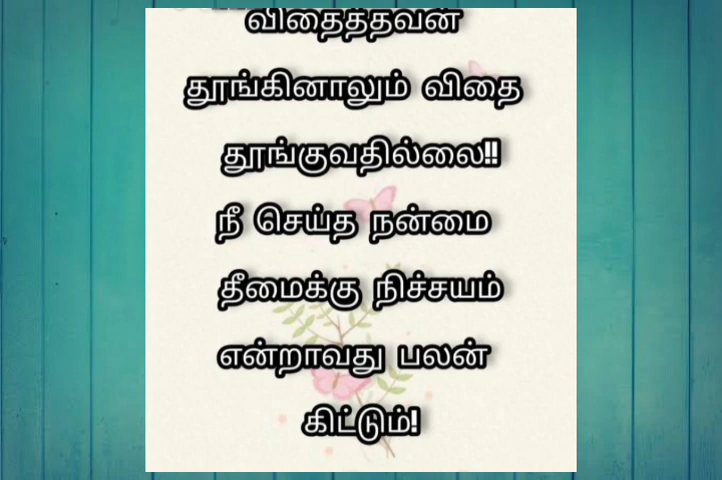 விதைத்தவன்
தூங்கினாலும் விதை
தூங்குவதில்லை!!
நீ செய்த நன்மை
தீமைக்கு நிச்சயம்
என்றாவது பலன்
கிட்டும்!